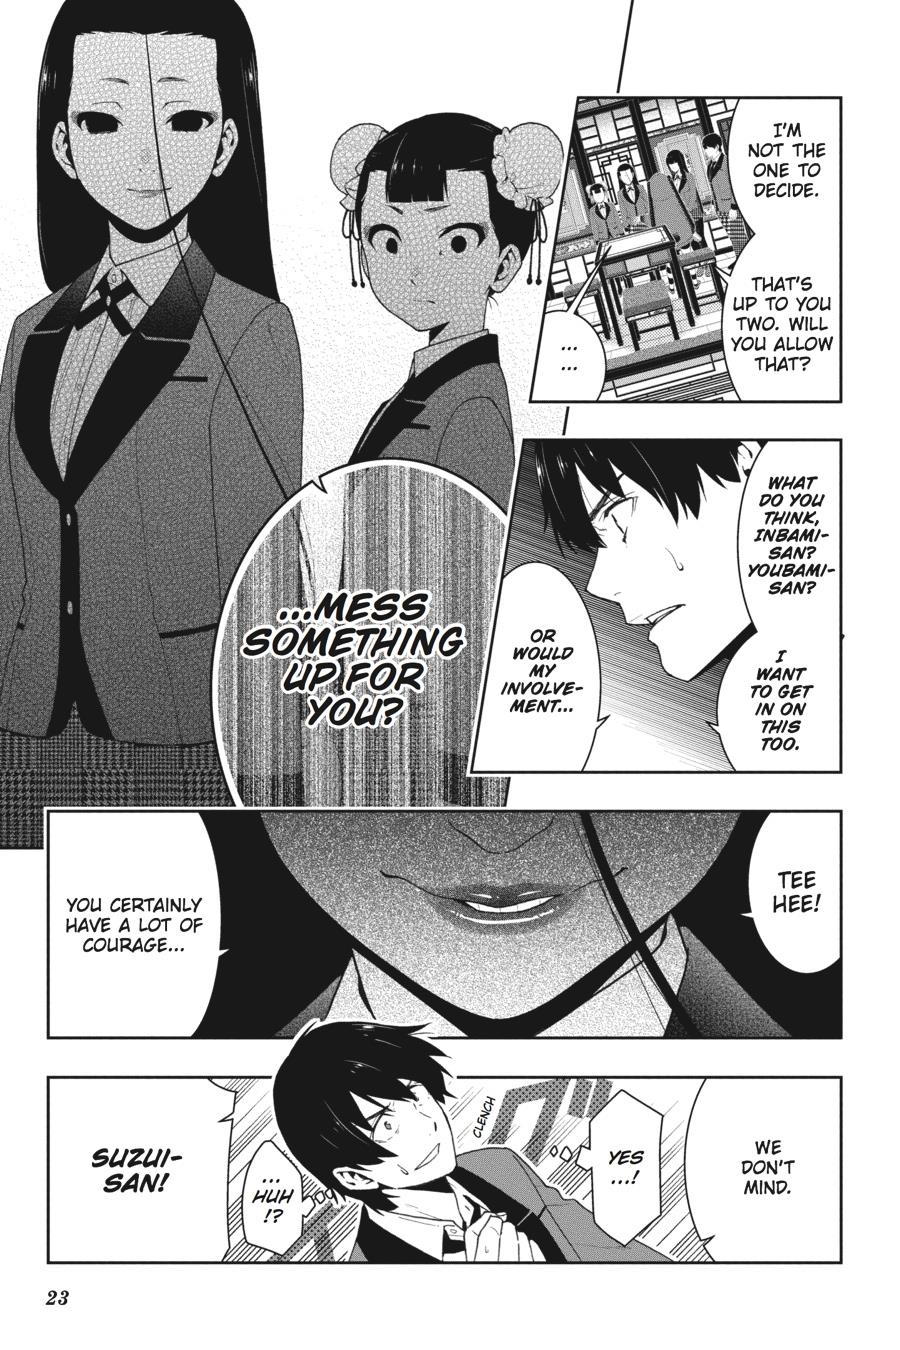 I'M
NOT THE
ONE TO
DECIDE.
THAT'S
UP TO YOU
TWO. WILL
YOU ALLOW
THAT?
...
...
WHAT
DO YOU
THINK,
INBAMI-
SAN?
YOUBAMI-
SAN?
I
WANT
TO GET
IN ON
THIS
TOO.
OR
WOULD
MY
INVOLVE-
MENT...
...MESS
SOMETHING
UP FOR
YOU?
TEE
HEE!
YOU CERTAINLY
HAVE A LOT OF
COURAGE...
WE
DON'T
MIND.
YES
...!
CLENCH
...
HUH
!?
SUZUI-
SAN!
23